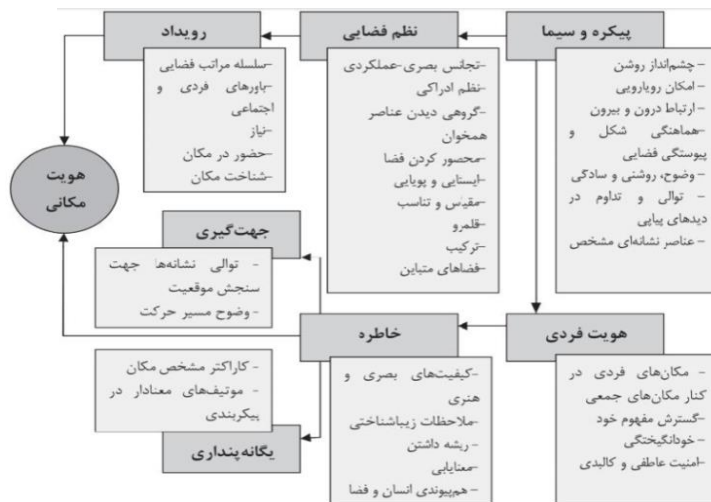 پیکره و سیما
-چشم‌انداز روشن
-امکان رویارویی
-ارتباط درون و بیرون
-هماهنگی شکل و
پیوستگی فضایی
-وضوح، روشنی و سادگی
- توالی و تداوم در
دیدهای پیاپی
-عناصر نشانه‌ای مشخص
نظم فضایی
-تجانس بصری-عملکردی
-نظم ادراکی
-گروهی دیدن عناصر
همخوان
-محصور کردن فضا
-ایستایی و پویایی
-مقیاس و تناسب
-قلمرو
-ترکیب
-فضاهای متباین
رویداد
-سلسله مراتب فضایی
-باورهای فردی و
اجتماعی
-نیاز
-حضور در مکان
-شناخت مکان
هویت
مکانی
جهت‌گیری
- توالی نشانه‌ها جهت
سنجش موقعیت
-وضوح مسیر حرکت
هویت فردی
- مکان‌های فردی در
کنار مکان‌های جمعی
-گسترش مفهوم خود
-خودانگیختگی
-امنیت عاطفی و کالبدی
خاطره
-کیفیت‌های بصری و
هنری
-ملاحظات زیباشناختی
-ریشه داشتن
-معنایابی
-هم‌پیوندی انسان و فضا
-کاراکتر مشخص مکان
- موتیف‌های معنادار در
پیکربندی
یگانه‌پنداری